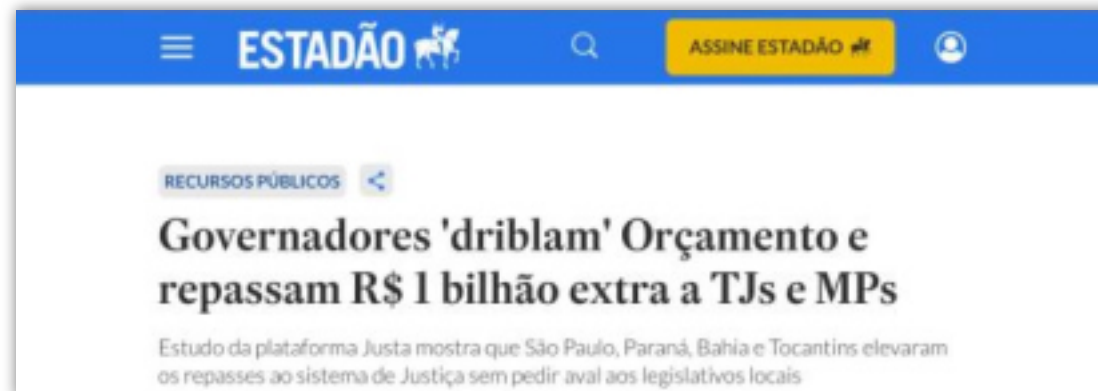 ESTADÃO
ASSINE ESTADÃO
RECURSOS PÚBLICOS
Governadores 'driblam' Orçamento e
repassam R$ 1 bilhão extra a TJs e MPs
Estudo da plataforma Justa mostra que São Paulo, Paraná, Bahia e Tocantins elevaram
os repasses ao sistema de Justiça sem pedir aval aos legislativos locais